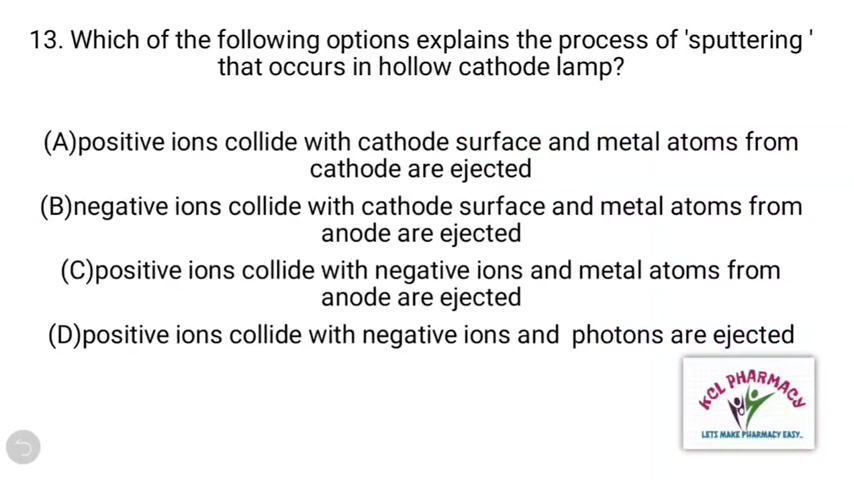 13. Which of the following options explains the process of 'sputtering '
that occurs in hollow cathode lamp?
(A)positive ions collide with cathode surface and metal atoms from
cathode are ejected
(B)negative ions collide with cathode surface and metal atoms from
anode are ejected
(C)positive ions collide with negative ions and metal atoms from
anode are ejected
(D)positive ions collide with negative ions and  photons are ejected
KCL PHARMACY
LETS MAKE PHARMACY EASY..